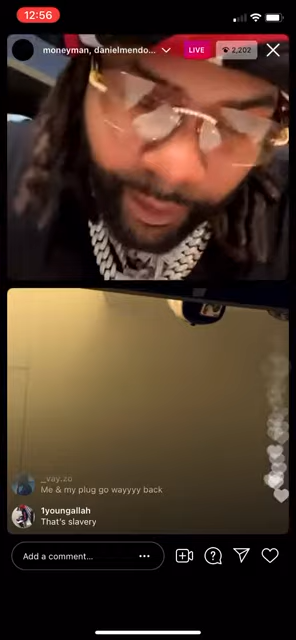 12:56
moneyman, danielmendo...
LIVE
2,202
_vay.zo
Me & my plug go wayyyy back
1youngallah
That's slavery
Add a comment...